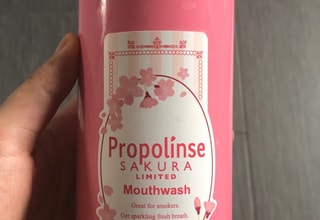 Propolinse
SAKURA
LIMITED
Mouthwash
Great for smokers.
Get sparkling fresh breath.